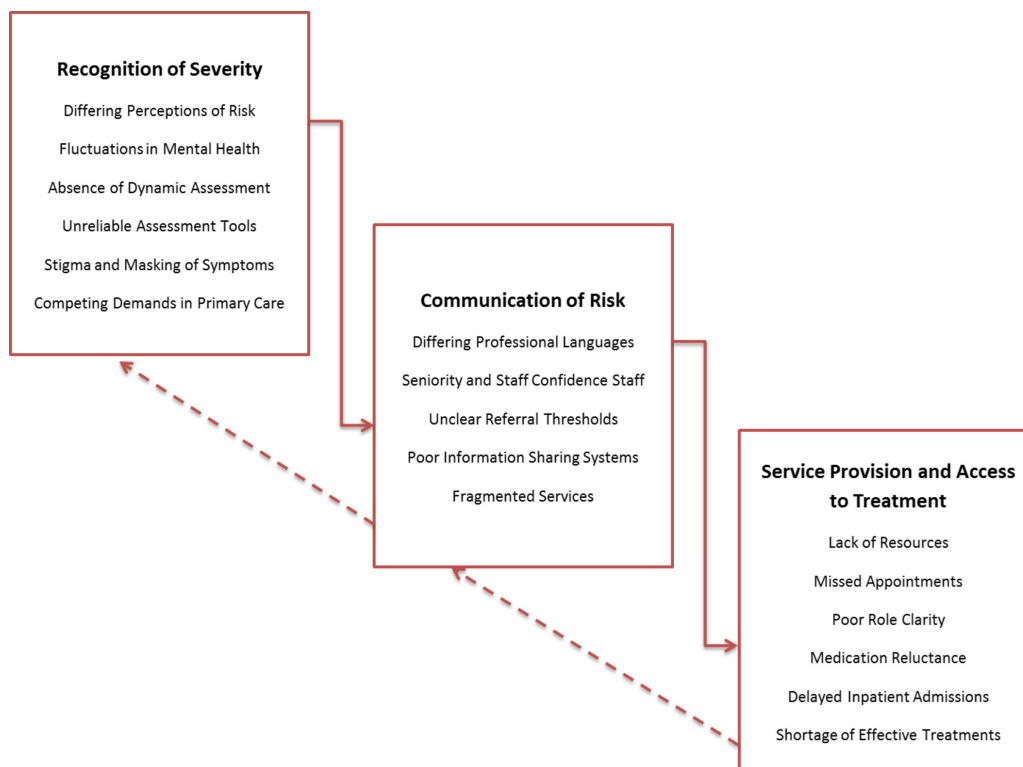 Recognition of Severity
Differing Perceptions of Risk
Fluctuations in Mental Health
Absence of Dynamic Assessment
Unreliable Assessment Tools
Stigma and Masking of Symptoms
Competing Demands in Primary Care
Communication of Risk
Differing Professional Languages
Seniority and Staff Confidence Staff
Unclear Referral Thresholds
Poor Information Sharing Systems
Fragmented Services
Service Provision and Access
to Treatment
Lack of Resources
Missed Appointments
Poor Role Clarity
Medication Reluctance
Delayed Inpatient Admissions
Shortage of Effective Treatments